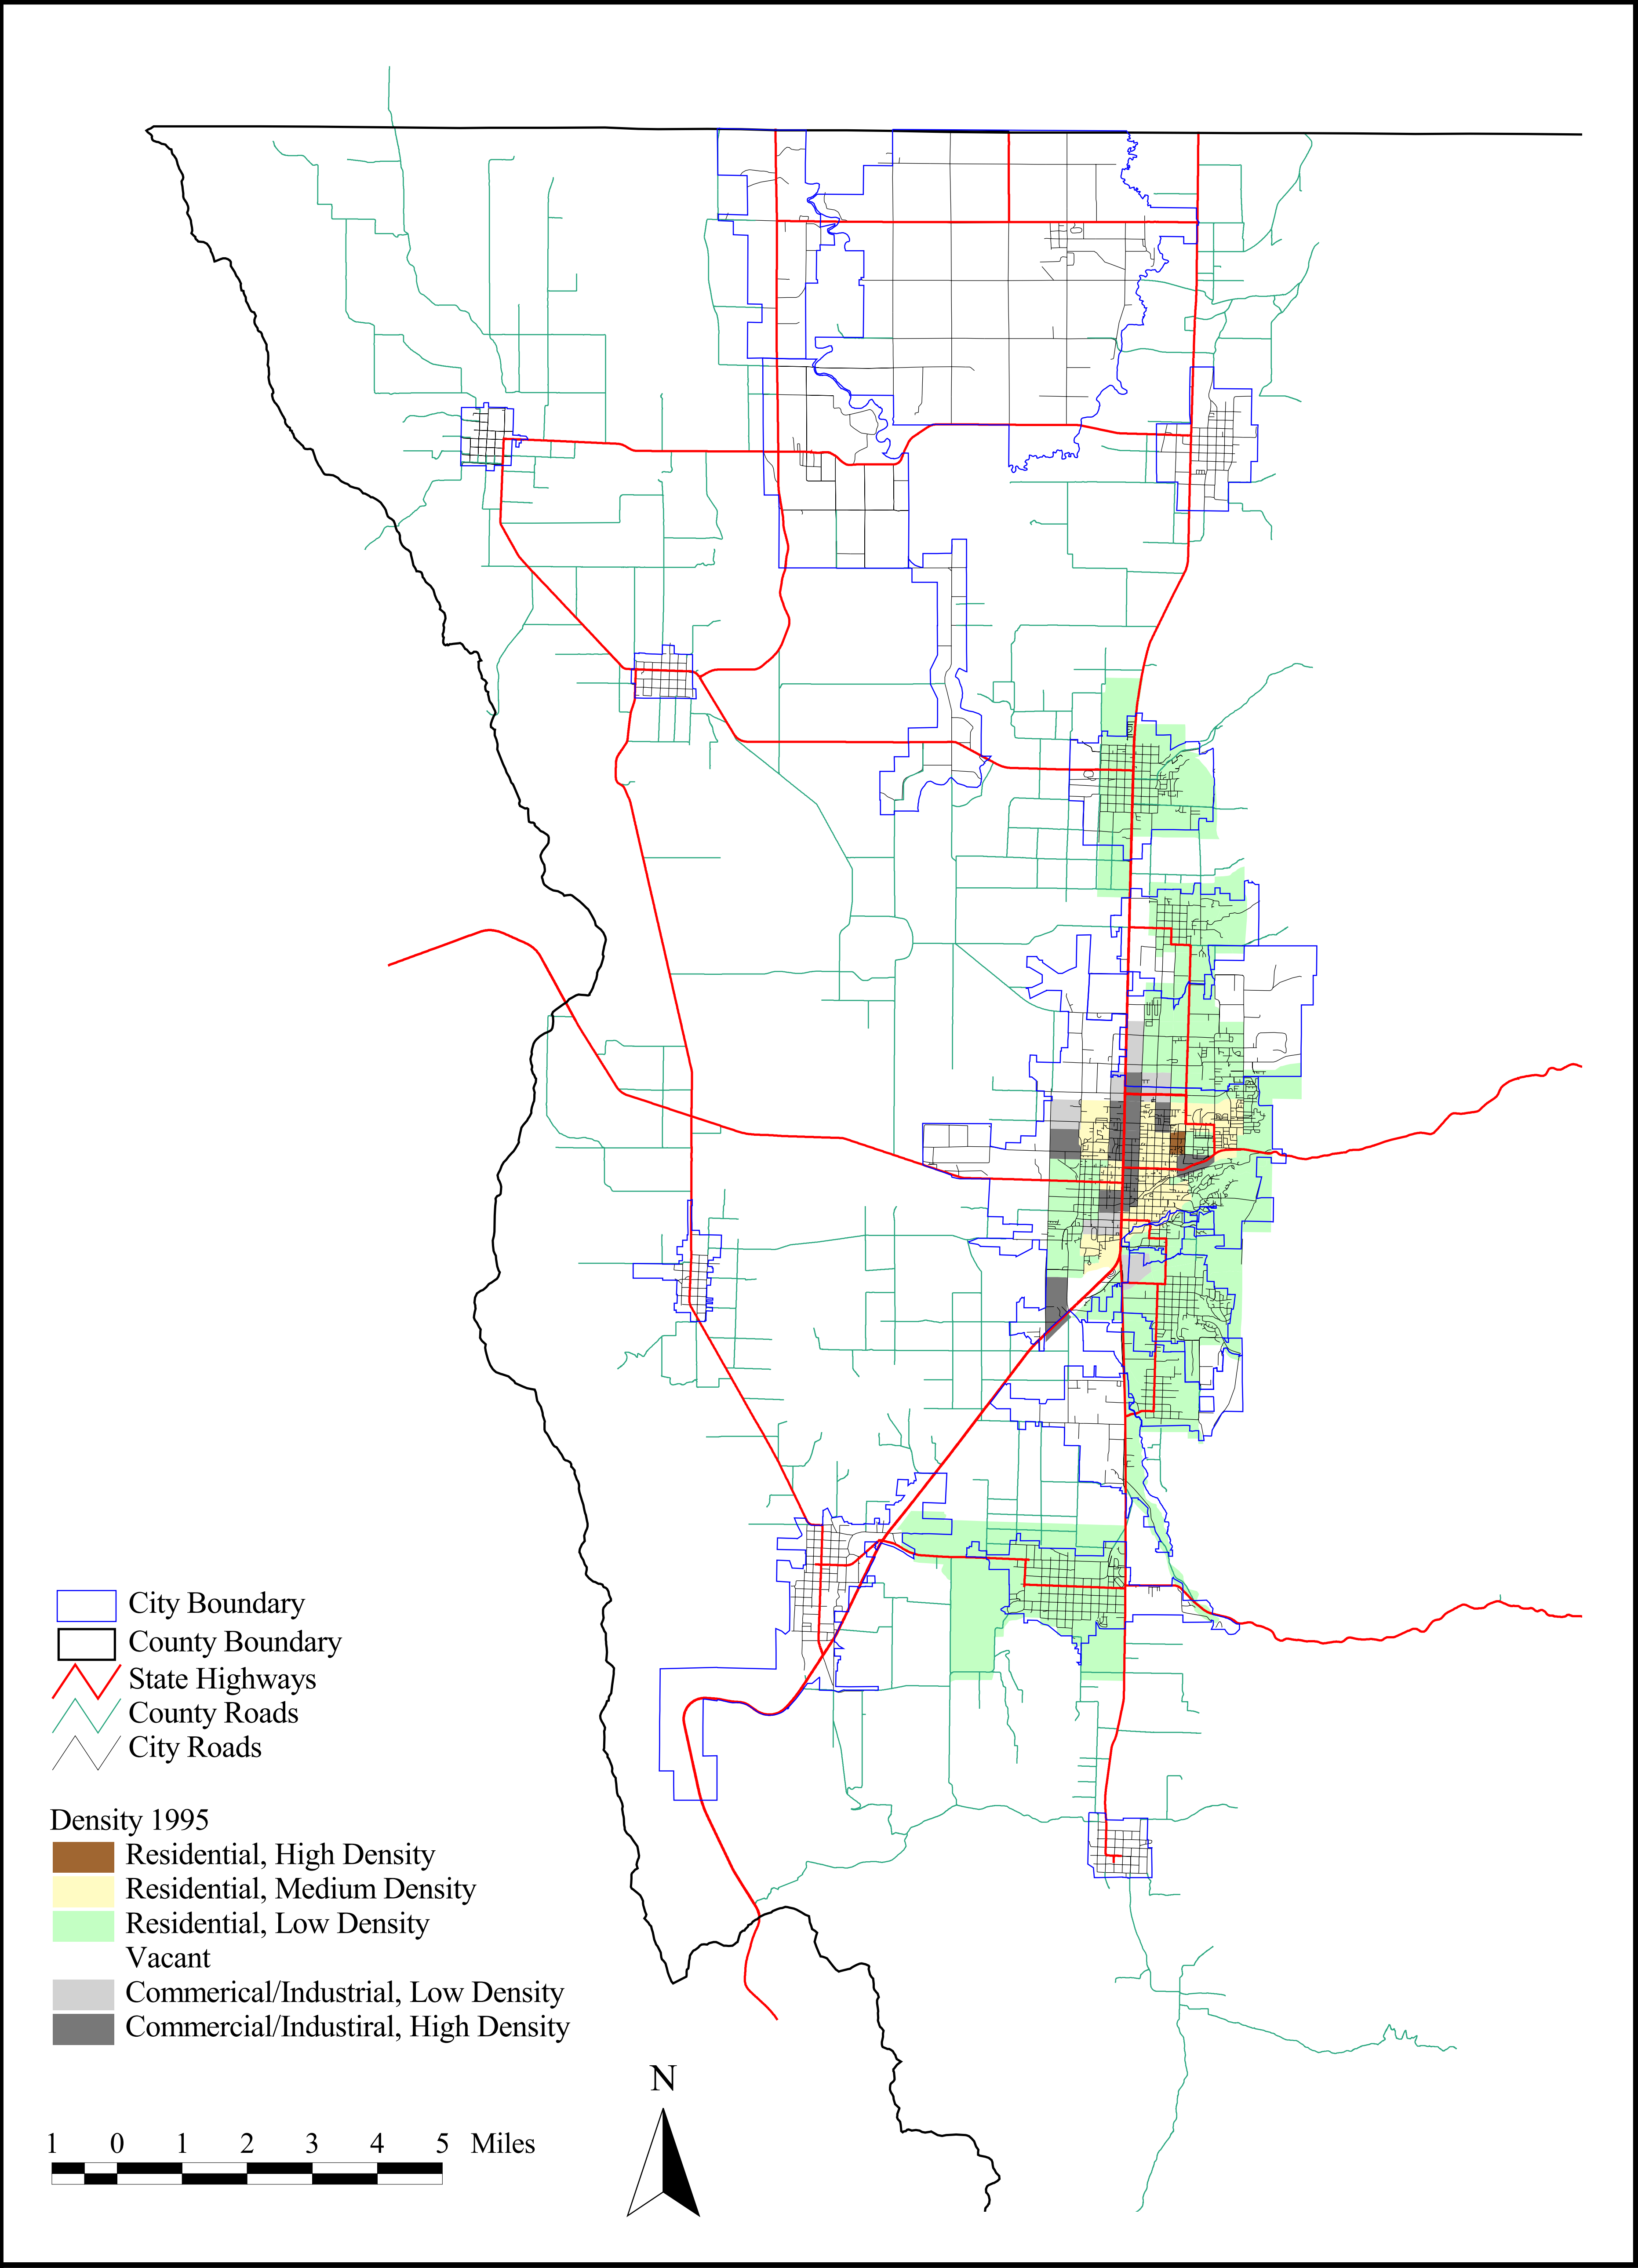 City Boundary
County Boundary
State Highways
County Roads
City Roads
Density 1995
Residential, High Density
Residential, Medium Density
Residential, Low Density
Vacant
Commerical/Industrial, Low Density
Commercial/Industiral, High Density
N
1 0 1 2 3 4 5 Miles